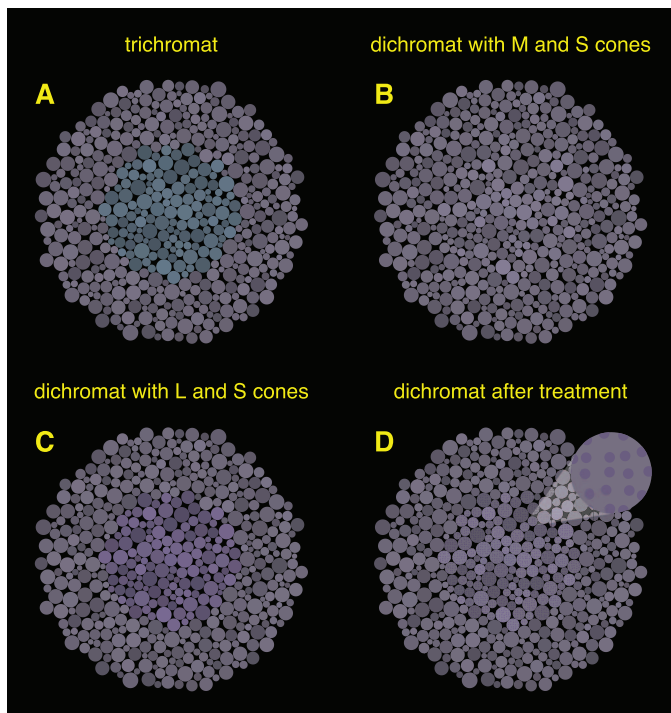 trichromat
dichromat with M and S cones
A
B
dichromat with L and S cones
dichromat after treatment
C
D